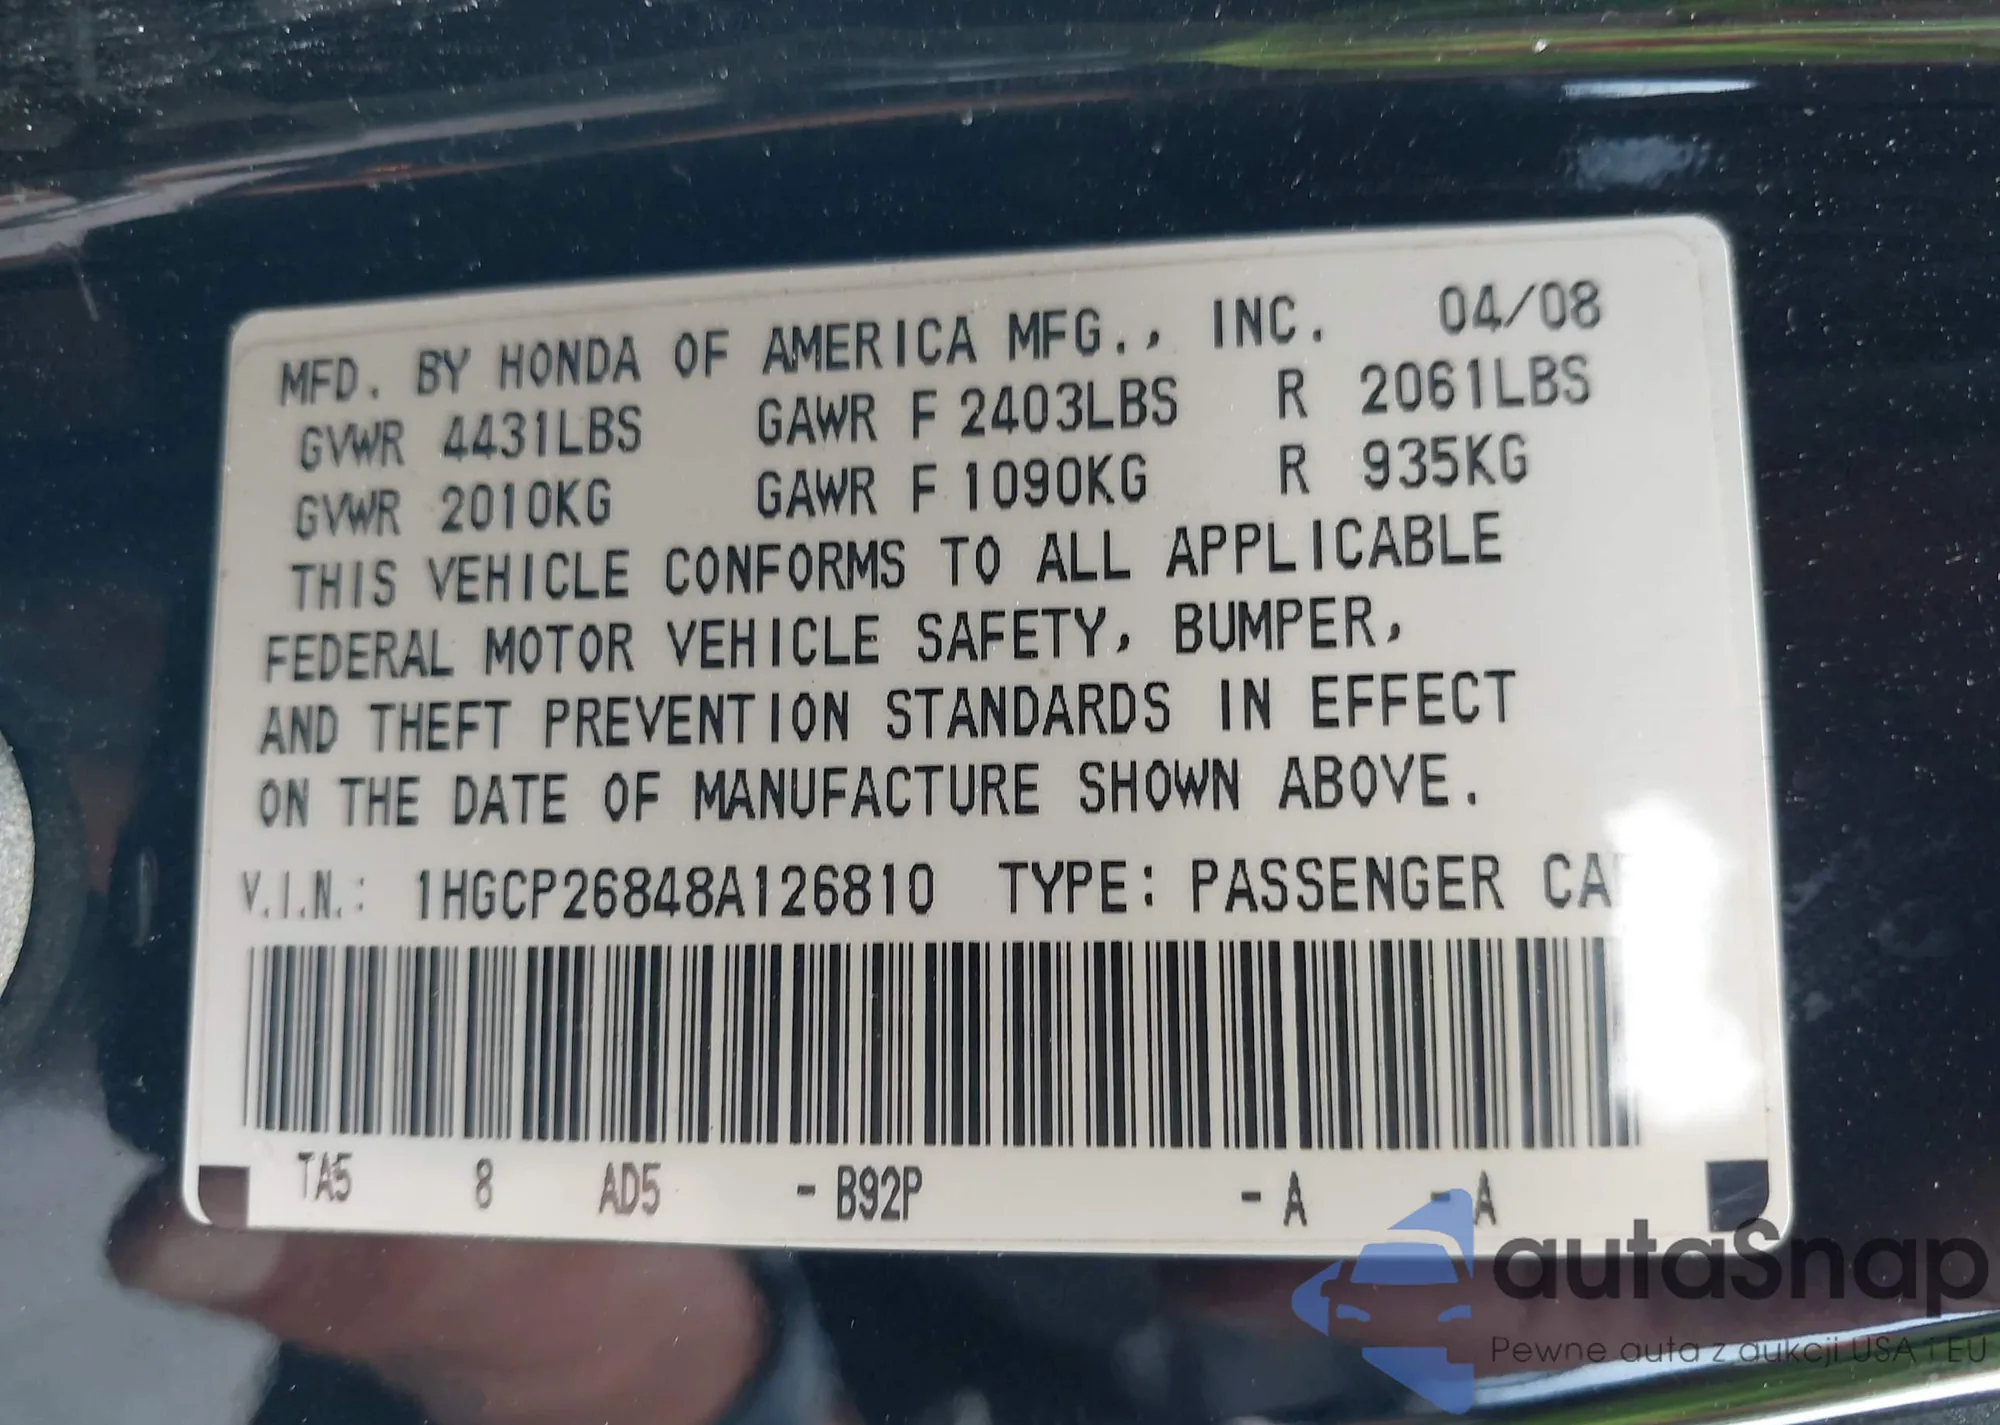 MFD. BY HONDA OF AMERICA MFG., INC. 04/08
GVWR 4431LBS GAWR F 2403LBS R 2061LBS
GVWR 2010KG GAWR F 1090KG R 935KG
THIS VEHICLE CONFORMS TO ALL APPLICABLE
FEDERAL MOTOR VEHICLE SAFETY, BUMPER,
AND THEFT PREVENTION STANDARDS IN EFFECT
ON THE DATE OF MANUFACTURE SHOWN ABOVE.
V.I.N.: 1HGCP26848A126810 TYPE: PASSENGER
TA5 8 AD5 - B92P - A - A
autaSnap
Pewne auta z aukcji USA i EU